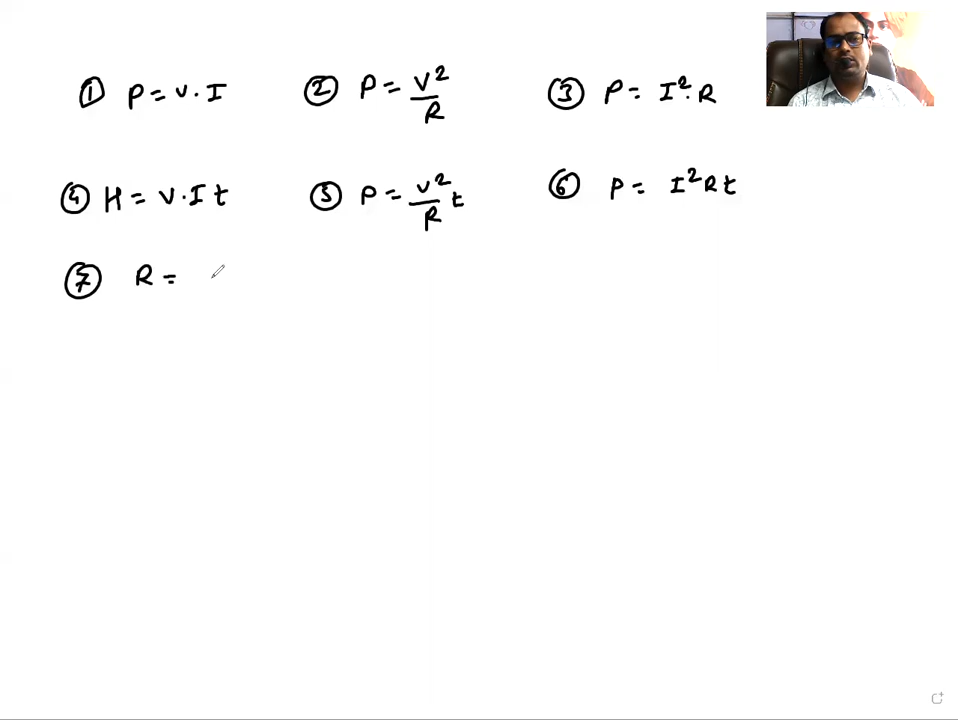 ① P = V · I ② P = V²/R ③ P = I² · R
④ H = V · I t ⑤ P = V²/R t ⑥ P = I² R t
⑦ R =